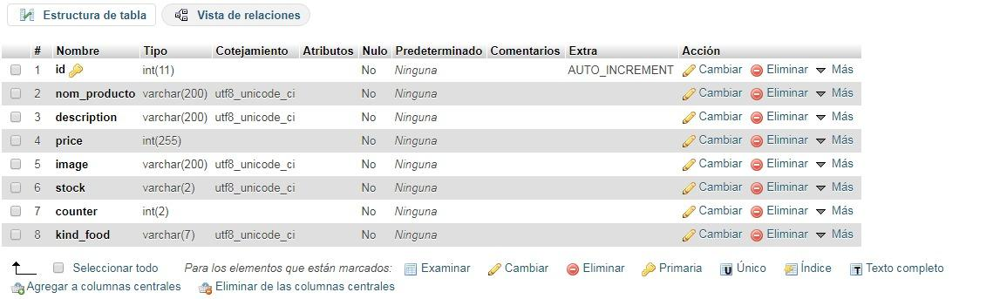 Estructura de tabla Vista de relaciones
# Nombre Tipo Cotejamiento Atributos Nulo Predeterminado Comentarios Extra Acción
1 id int(11) No Ninguna AUTO_INCREMENT Cambiar Eliminar Más
2 nom_producto varchar(200) utf8_unicode_ci No Ninguna Cambiar Eliminar Más
3 description varchar(200) utf8_unicode_ci No Ninguna Cambiar Eliminar Más
4 price int(255) No Ninguna Cambiar Eliminar Más
5 image varchar(200) utf8_unicode_ci No Ninguna Cambiar Eliminar Más
6 stock varchar(2) utf8_unicode_ci No Ninguna Cambiar Eliminar Más
7 counter int(2) No Ninguna Cambiar Eliminar Más
8 kind_food varchar(7) utf8_unicode_ci No Ninguna Cambiar Eliminar Más
Seleccionar todo Para los elementos que están marcados: Examinar Cambiar Eliminar Primaria Único Índice Texto completo
Agregar a columnas centrales Eliminar de las columnas centrales